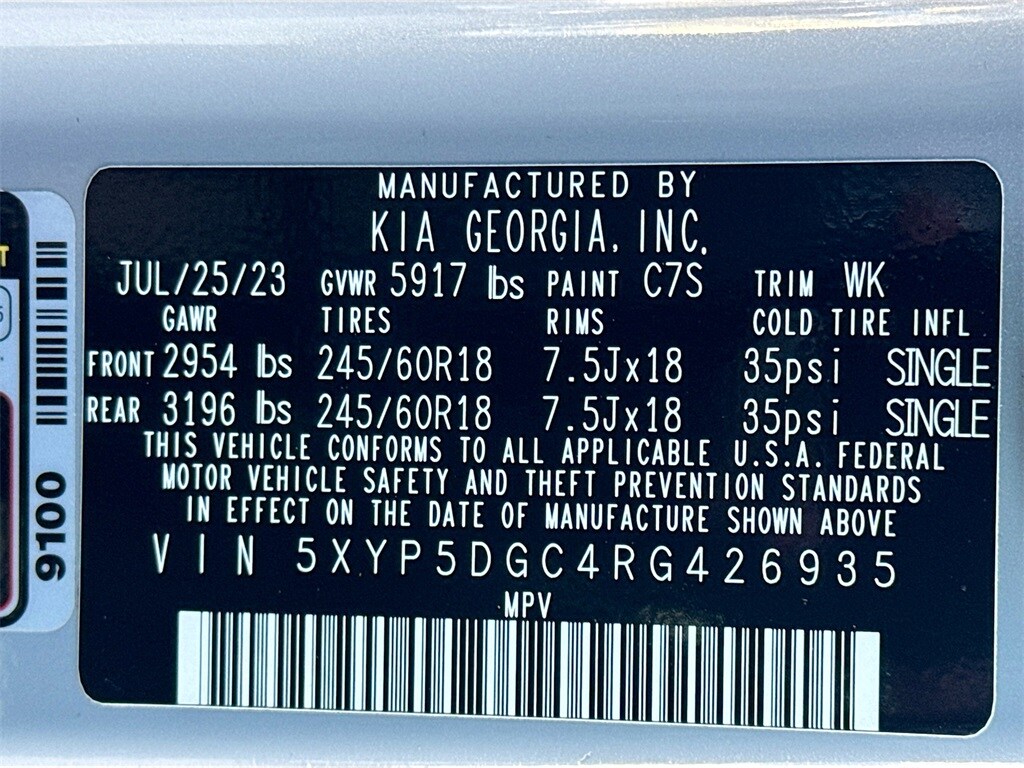 MANUFACTURED BY
KIA GEORGIA, INC.
JUL/25/23 GVWR 5917 lbs PAINT C7S TRIM WK
GAWR TIRES RIMS COLD TIRE INFL
FRONT 2954 lbs 245/60R18 7.5Jx18 35psi SINGLE
REAR 3196 lbs 245/60R18 7.5Jx18 35psi SINGLE
THIS VEHICLE CONFORMS TO ALL APPLICABLE U.S.A. FEDERAL
MOTOR VEHICLE SAFETY AND THEFT PREVENTION STANDARDS
IN EFFECT ON THE DATE OF MANUFACTURE SHOWN ABOVE
VIN 5XYP5DGC4RG426935
MPV
9100